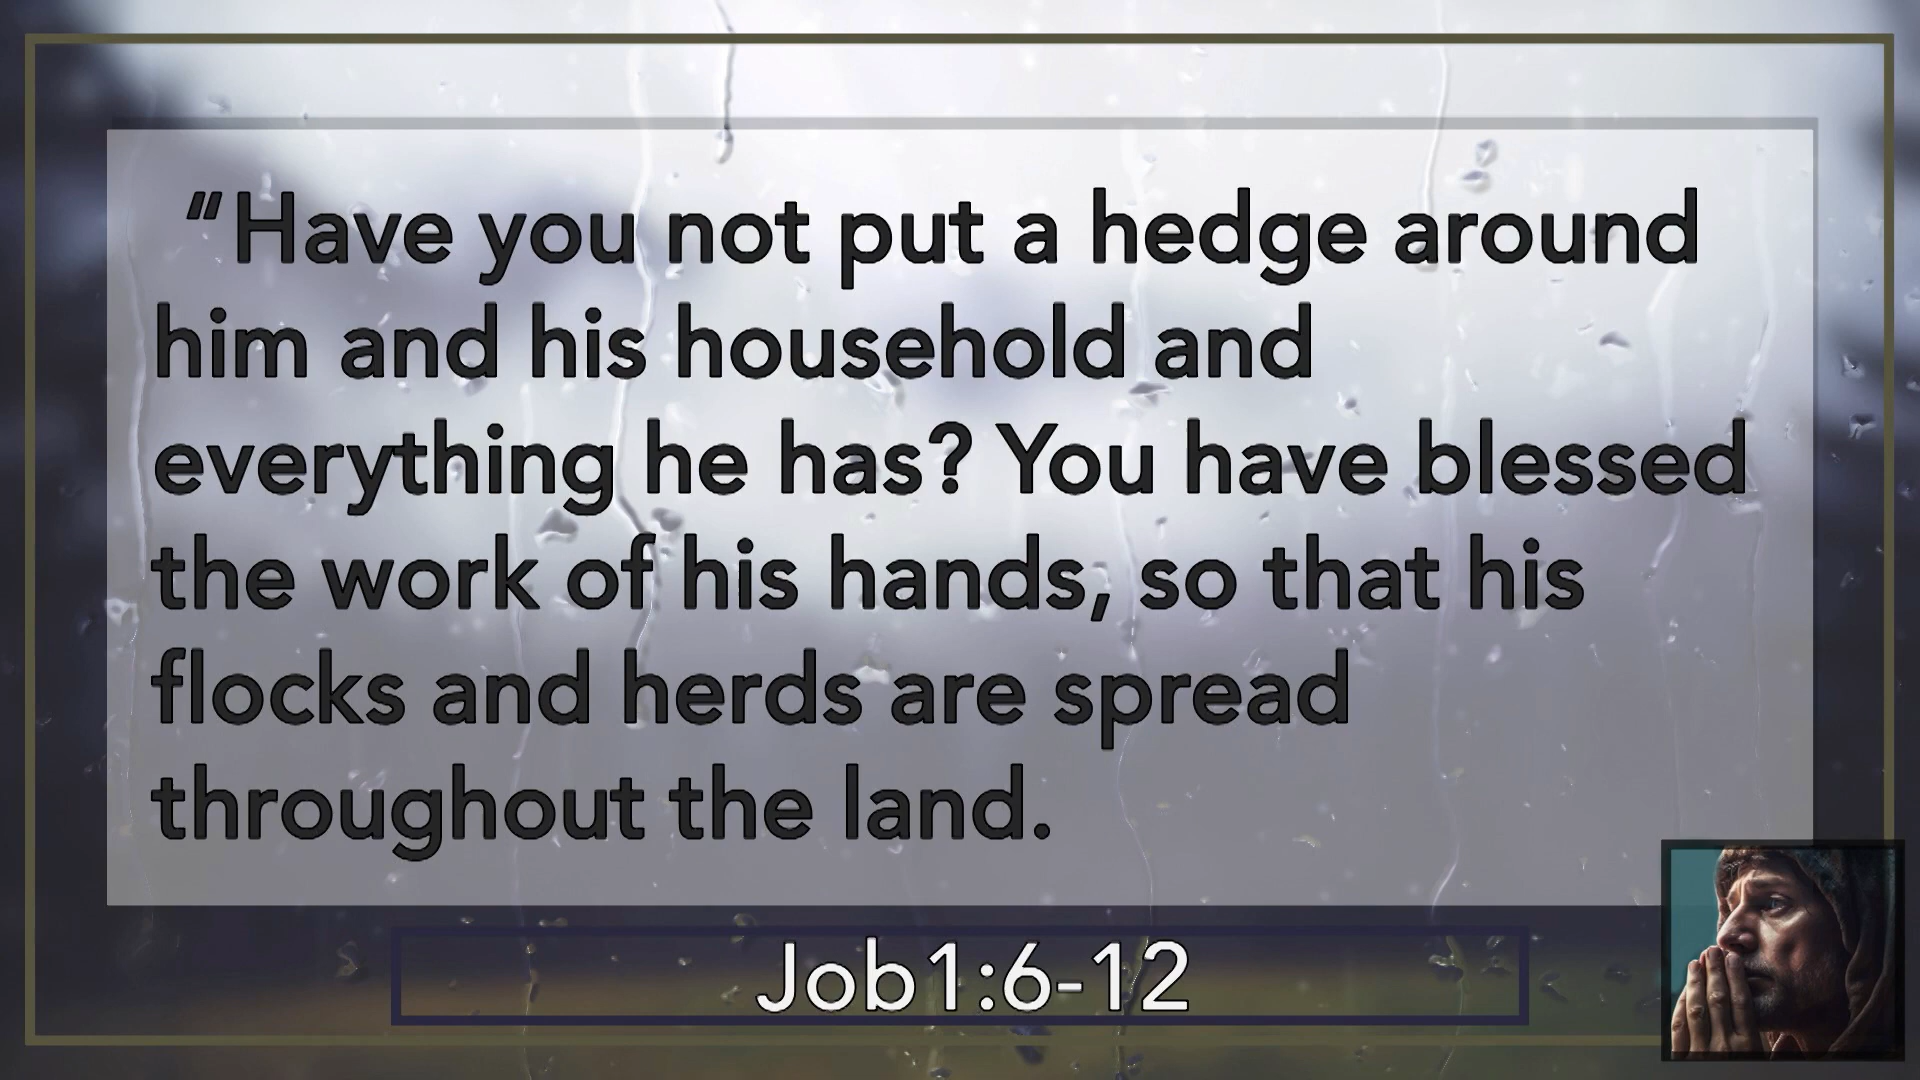 “Have you not put a hedge around
him and his household and
everything he has? You have blessed
the work of his hands, so that his
flocks and herds are spread
throughout the land.
Job1:6-12